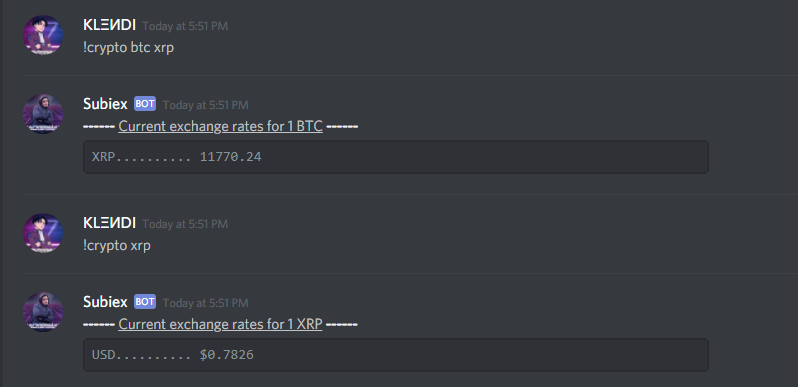 KLΞNDI Today at 5:51 PM
!crypto btc xrp
Subiex BOT Today at 5:51 PM
------ Current exchange rates for 1 BTC ------
XRP.......... 11770.24
KLΞNDI Today at 5:51 PM
!crypto xrp
Subiex BOT Today at 5:51 PM
------ Current exchange rates for 1 XRP ------
USD.......... $0.7826